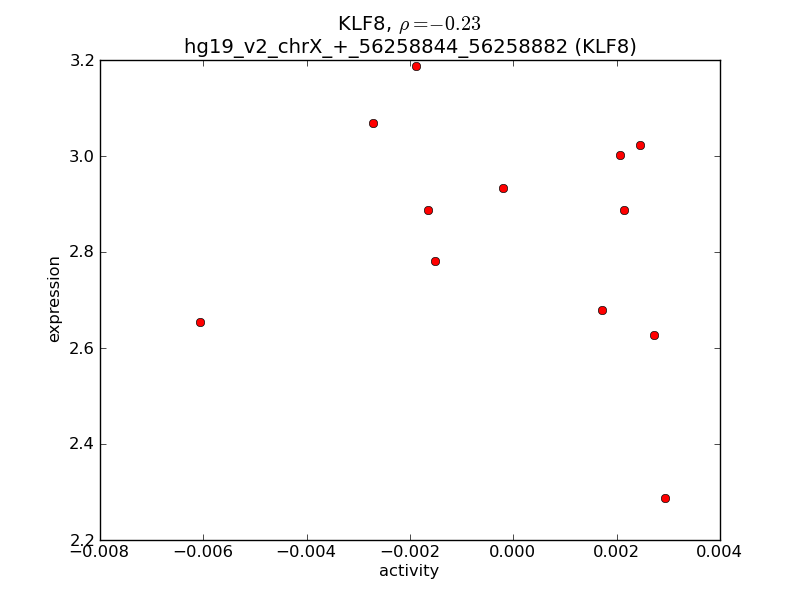 KLF8, ρ = −0.23
hg19_v2_chrX_+_56258844_56258882 (KLF8)
3.2
3.0
2.8
2.6
2.4
2.2
expression
−0.008 −0.006 −0.004 −0.002 0.000 0.002 0.004
activity